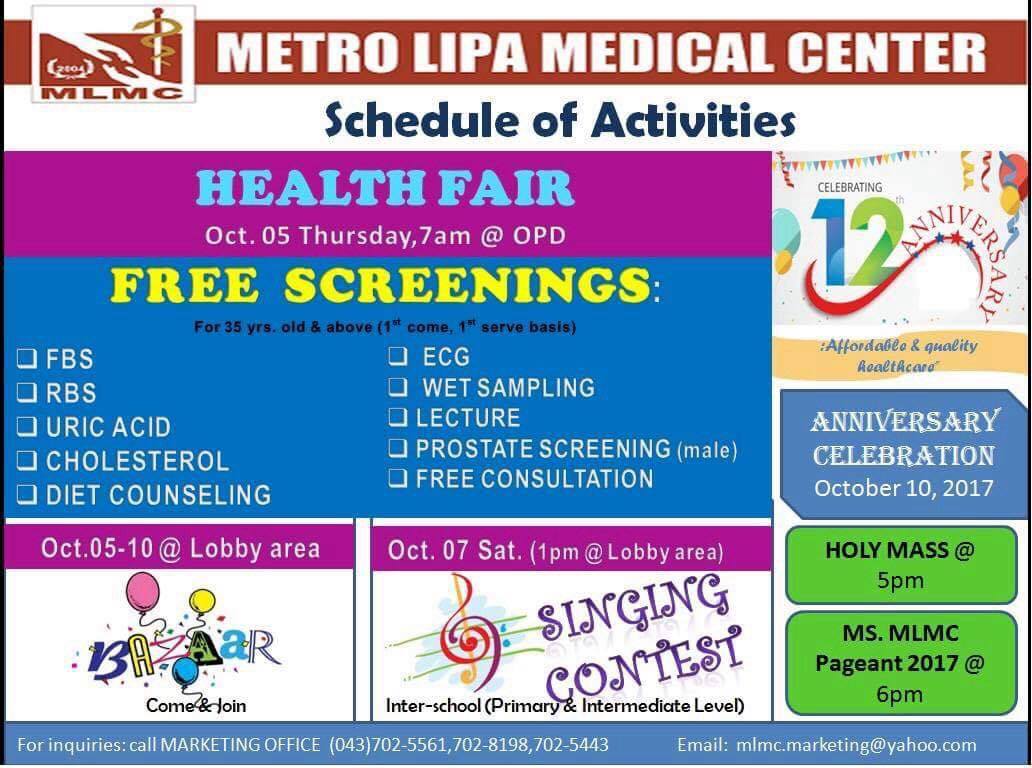 2004
MLMC
METRO LIPA MEDICAL CENTER
Schedule of Activities
HEALTH FAIR
Oct. 05 Thursday,7am @ OPD
FREE SCREENINGS:
For 35 yrs. old & above (1st come, 1st serve basis)
❑ FBS
❑ RBS
❑ URIC ACID
❑ CHOLESTEROL
❑ DIET COUNSELING
❑ ECG
❑ WET SAMPLING
❑ LECTURE
❑ PROSTATE SCREENING (male)
❑ FREE CONSULTATION
CELEBRATING
12th
ANNIVERSARY
:Affordable & quality
healthcare"
ANNIVERSARY
CELEBRATION
October 10, 2017
HOLY MASS @
5pm
MS. MLMC
Pageant 2017 @
6pm
Oct.05-10 @ Lobby area
BAZAAR
Come & Join
Oct. 07 Sat. (1pm @ Lobby area)
SINGING
CONTEST
Inter-school (Primary & Intermediate Level)
For inquiries: call MARKETING OFFICE (043)702-5561,702-8198,702-5443
Email: mlmc.marketing@yahoo.com